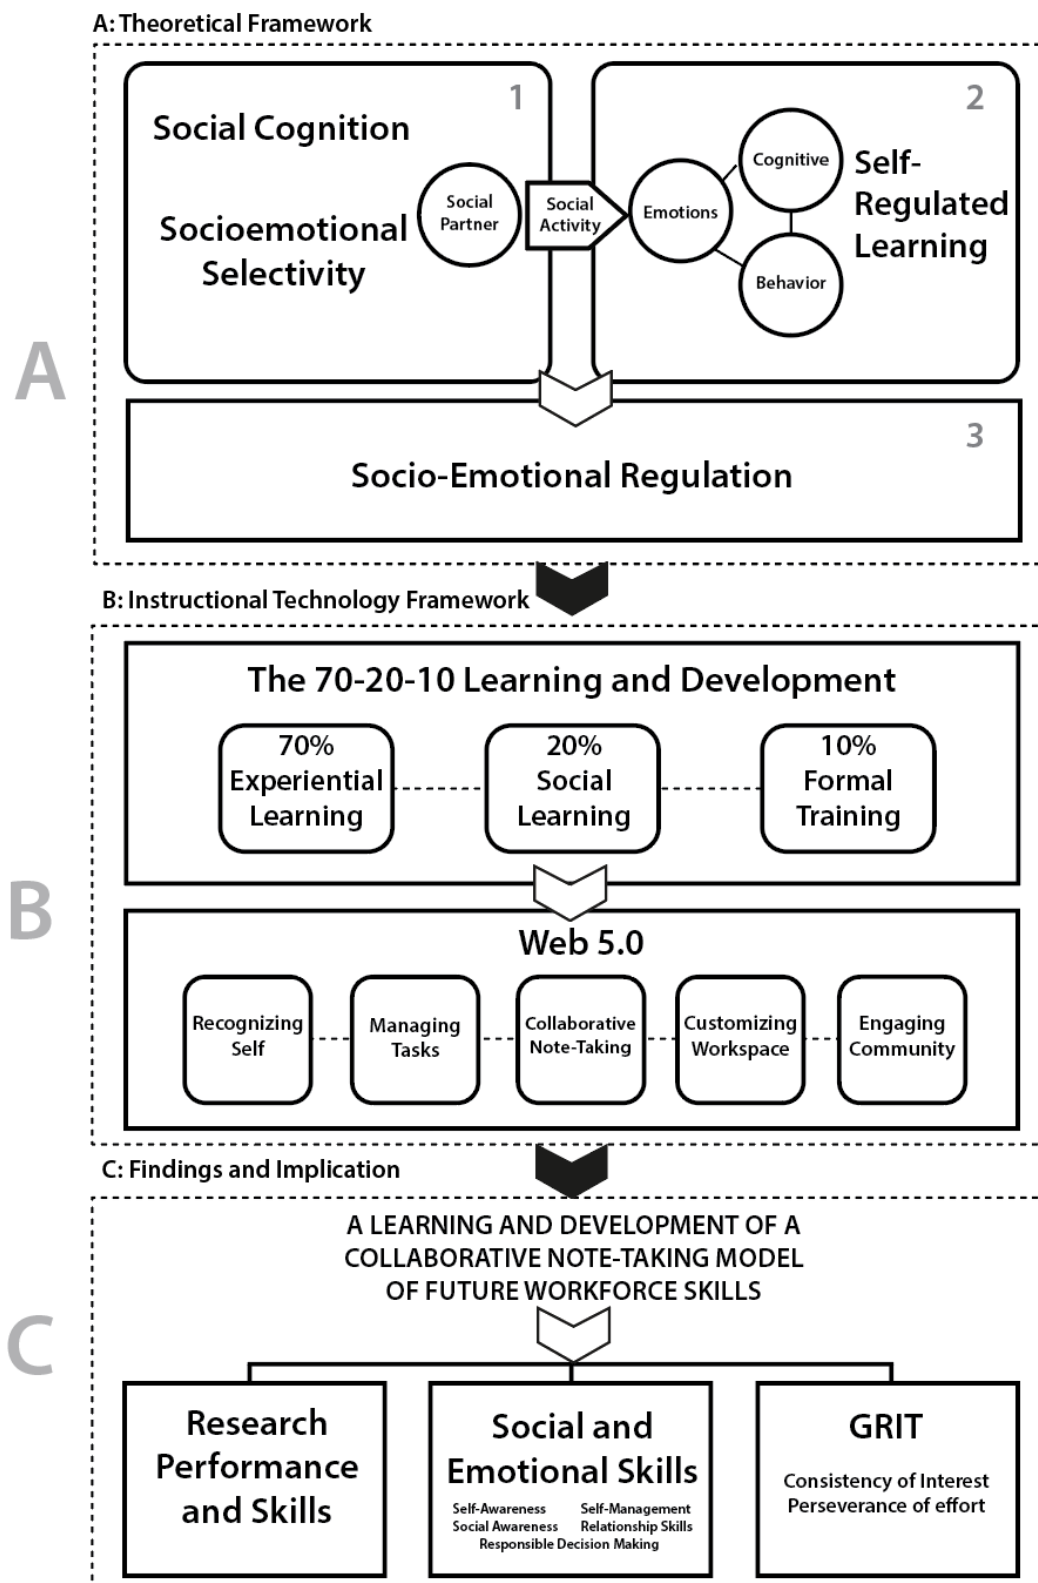 A: Theoretical Framework
1
Social Cognition
Socioemotional
Selectivity
Social
Partner
Social
Activity
2
Emotions
Cognitive
Behavior
Self-
Regulated
Learning
A
3
Socio-Emotional Regulation
B: Instructional Technology Framework
The 70-20-10 Learning and Development
70%
Experiential
Learning
20%
Social
Learning
10%
Formal
Training
B
Web 5.0
Recognizing
Self
Managing
Tasks
Collaborative
Note-Taking
Customizing
Workspace
Engaging
Community
C: Findings and Implication
A LEARNING AND DEVELOPMENT OF A
COLLABORATIVE NOTE-TAKING MODEL
OF FUTURE WORKFORCE SKILLS
C
Research
Performance
and Skills
Social and
Emotional Skills
Self-Awareness Self-Management
Social Awareness Relationship Skills
Responsible Decision Making
GRIT
Consistency of Interest
Perseverance of effort